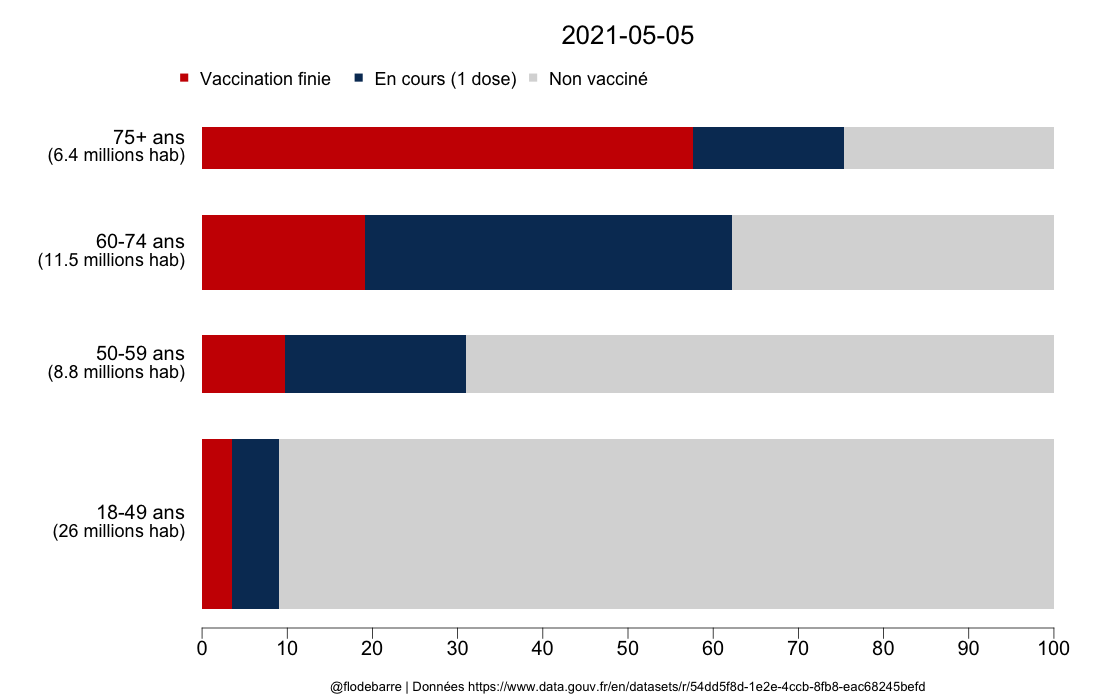 2021-05-05
Vaccination finie En cours (1 dose) Non vacciné
75+ ans
(6.4 millions hab)
60-74 ans
(11.5 millions hab)
50-59 ans
(8.8 millions hab)
18-49 ans
(26 millions hab)
0 10 20 30 40 50 60 70 80 90 100
@flodebarre | Données https://www.data.gouv.fr/en/datasets/r/54dd5f8d-1e2e-4ccb-8fb8-eac68245befd